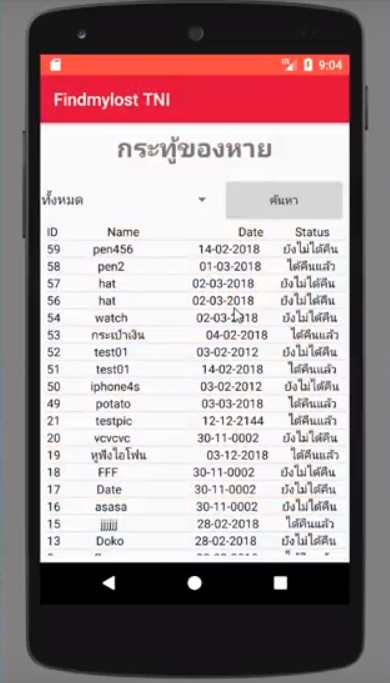 9:04
Findmylost TNI
กระทู้ของหาย
ทั้งหมด ค้นหา
ID Name Date Status
59 pen456 14-02-2018 ยังไม่ได้คืน
58 pen2 01-03-2018 ได้คืนแล้ว
57 hat 02-03-2018 ยังไม่ได้คืน
56 hat 02-03-2018 ยังไม่ได้คืน
54 watch 02-03-2018 ยังไม่ได้คืน
53 กระเป๋าเงิน 04-02-2018 ได้คืนแล้ว
52 test01 03-02-2012 ยังไม่ได้คืน
51 test01 14-02-2018 ได้คืนแล้ว
50 iphone4s 03-02-2012 ยังไม่ได้คืน
49 potato 03-03-2018 ได้คืนแล้ว
21 testpic 12-12-2144 ได้คืนแล้ว
20 vcvcvc 30-11-0002 ยังไม่ได้คืน
19 หูฟังไอโฟน 03-12-2018 ได้คืนแล้ว
18 FFF 30-11-0002 ยังไม่ได้คืน
17 Date 30-11-0002 ยังไม่ได้คืน
16 asasa 30-11-0002 ยังไม่ได้คืน
15 jjjjjj 28-02-2018 ได้คืนแล้ว
13 Doko 28-02-2018 ยังไม่ได้คืน